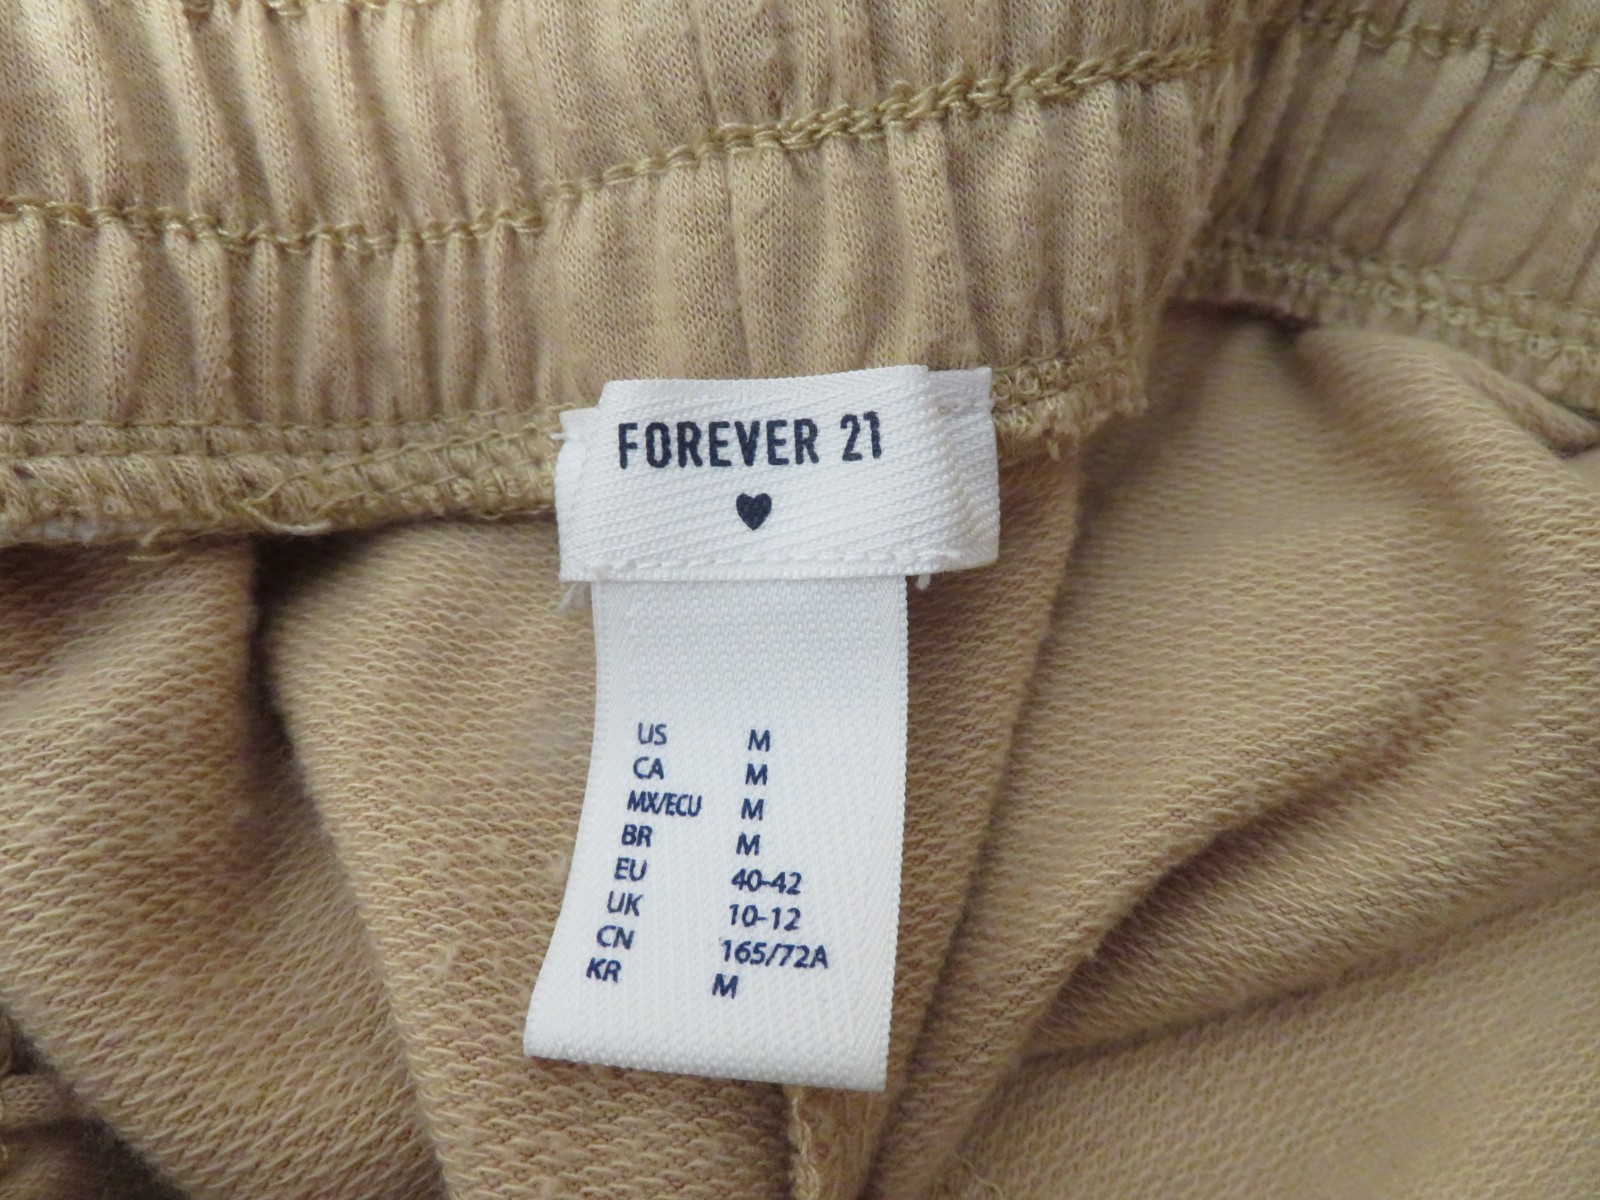 FOREVER 21
US M
CA M
MX/ECU M
BR M
EU 40-42
UK 10-12
CN 165/72A
KR M